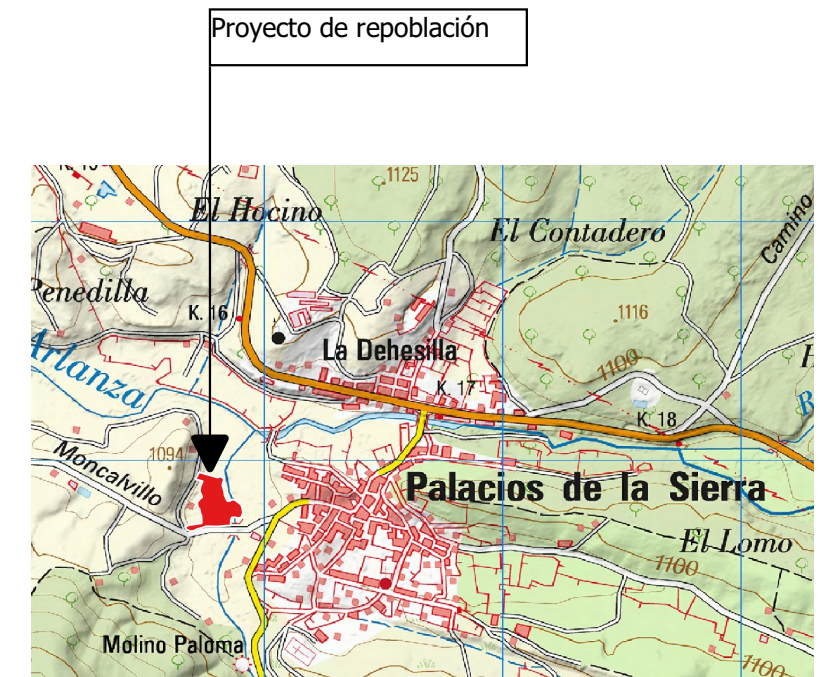 Proyecto de repoblación
1125
El Hocino
El Contadero
Camino
Penedilla
K. 16
1116
La Dehesilla
Arlanza
1100
K. 17
K. 18
1094
Moncalvillo
Palacios de la Sierra
El Lomo
1100
Molino Paloma
1100